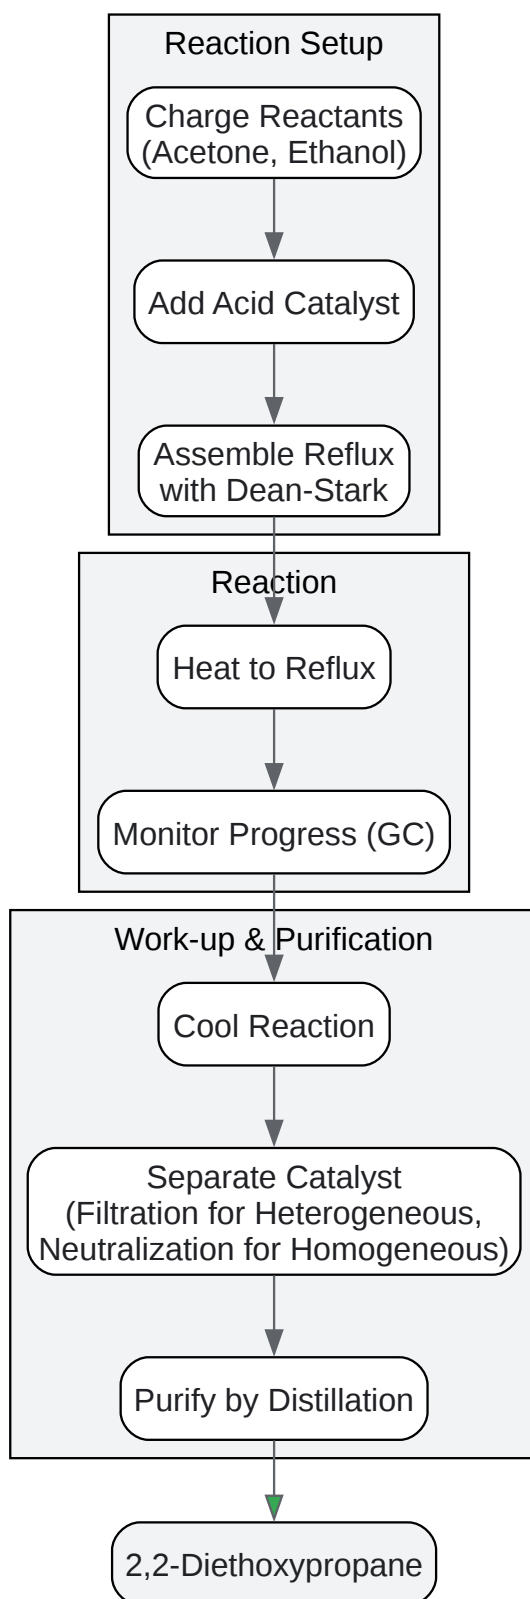 Reaction Setup
Charge Reactants
(Acetone, Ethanol)
Add Acid Catalyst
Assemble Reflux
with Dean-Stark
Reaction
Heat to Reflux
Monitor Progress (GC)
Work-up & Purification
Cool Reaction
Separate Catalyst
(Filtration for Heterogeneous,
Neutralization for Homogeneous)
Purify by Distillation
2,2-Diethoxypropane